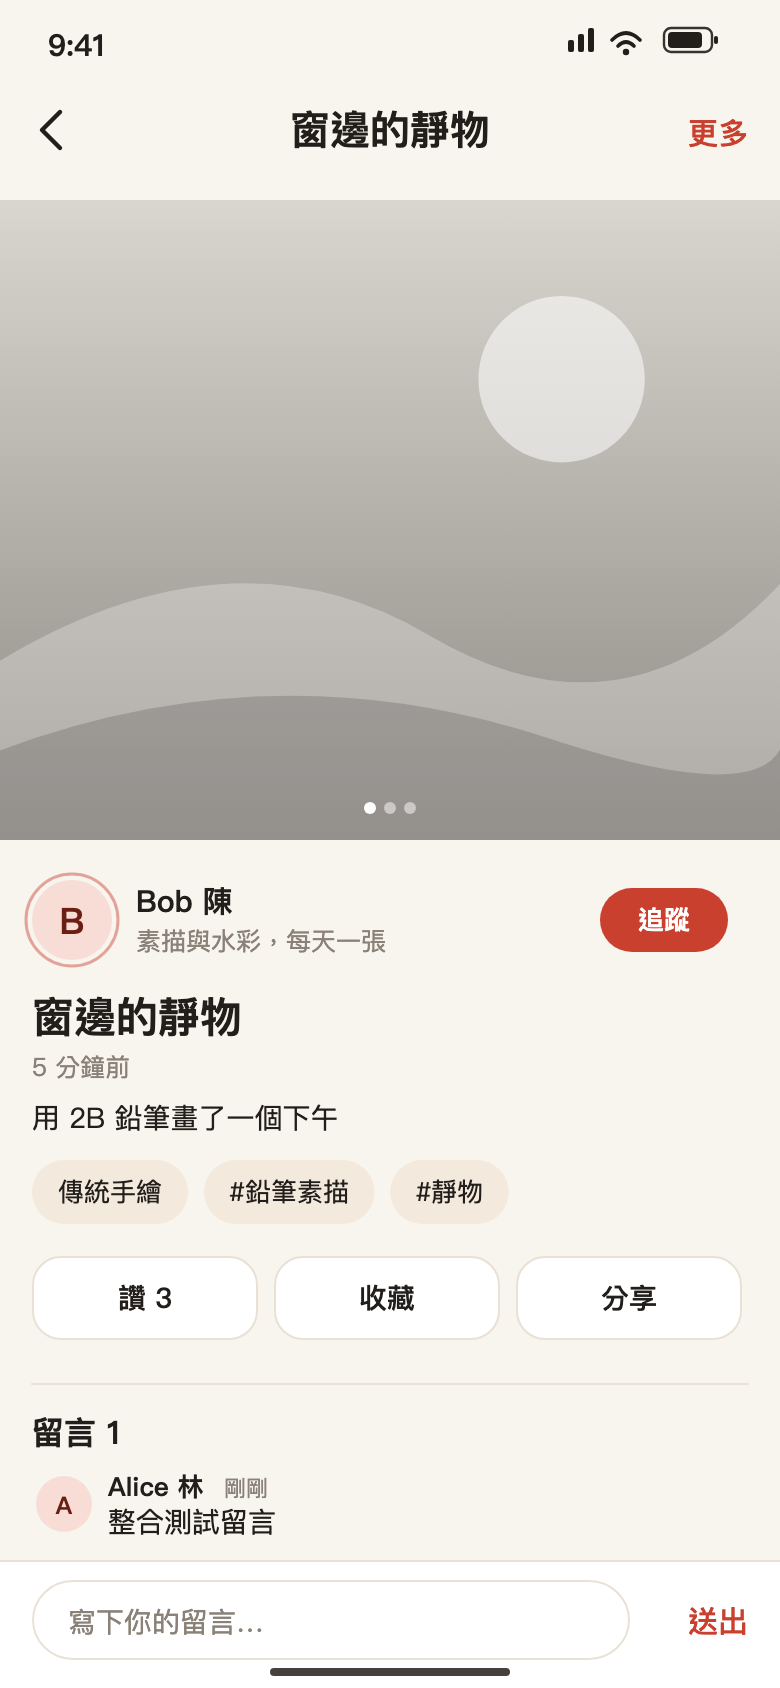 9:41
窗邊的靜物
更多
B
Bob 陳
素描與水彩，每天一張
追蹤
窗邊的靜物
5 分鐘前
用 2B 鉛筆畫了一個下午
傳統手繪
#鉛筆素描
#靜物
讚 3
收藏
分享
留言 1
A
Alice 林 剛剛
整合測試留言
寫下你的留言...
送出